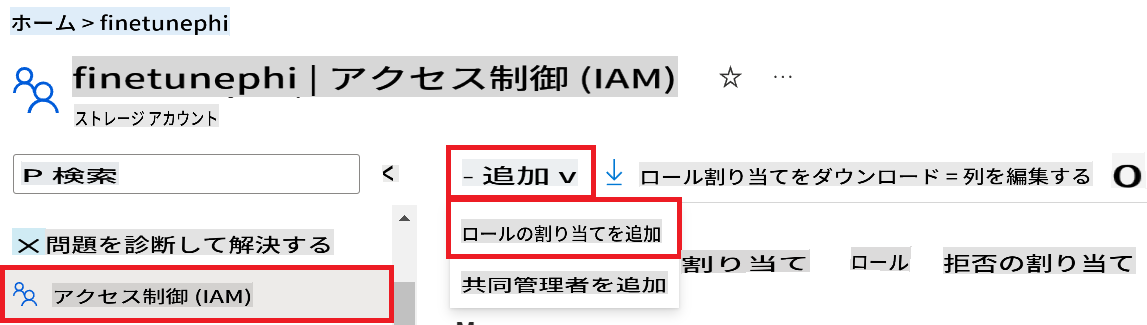 ホーム > finetunephi
finetunephi | アクセス制御 (IAM)
ストレージ アカウント
P 検索
- 追加 v
ロール割り当てをダウンロード = 列を編集する
O
ロールの割り当てを追加
共同管理者を追加
割り当て
ロール
拒否の割り当て
問題を診断して解決する
アクセス制御 (IAM)